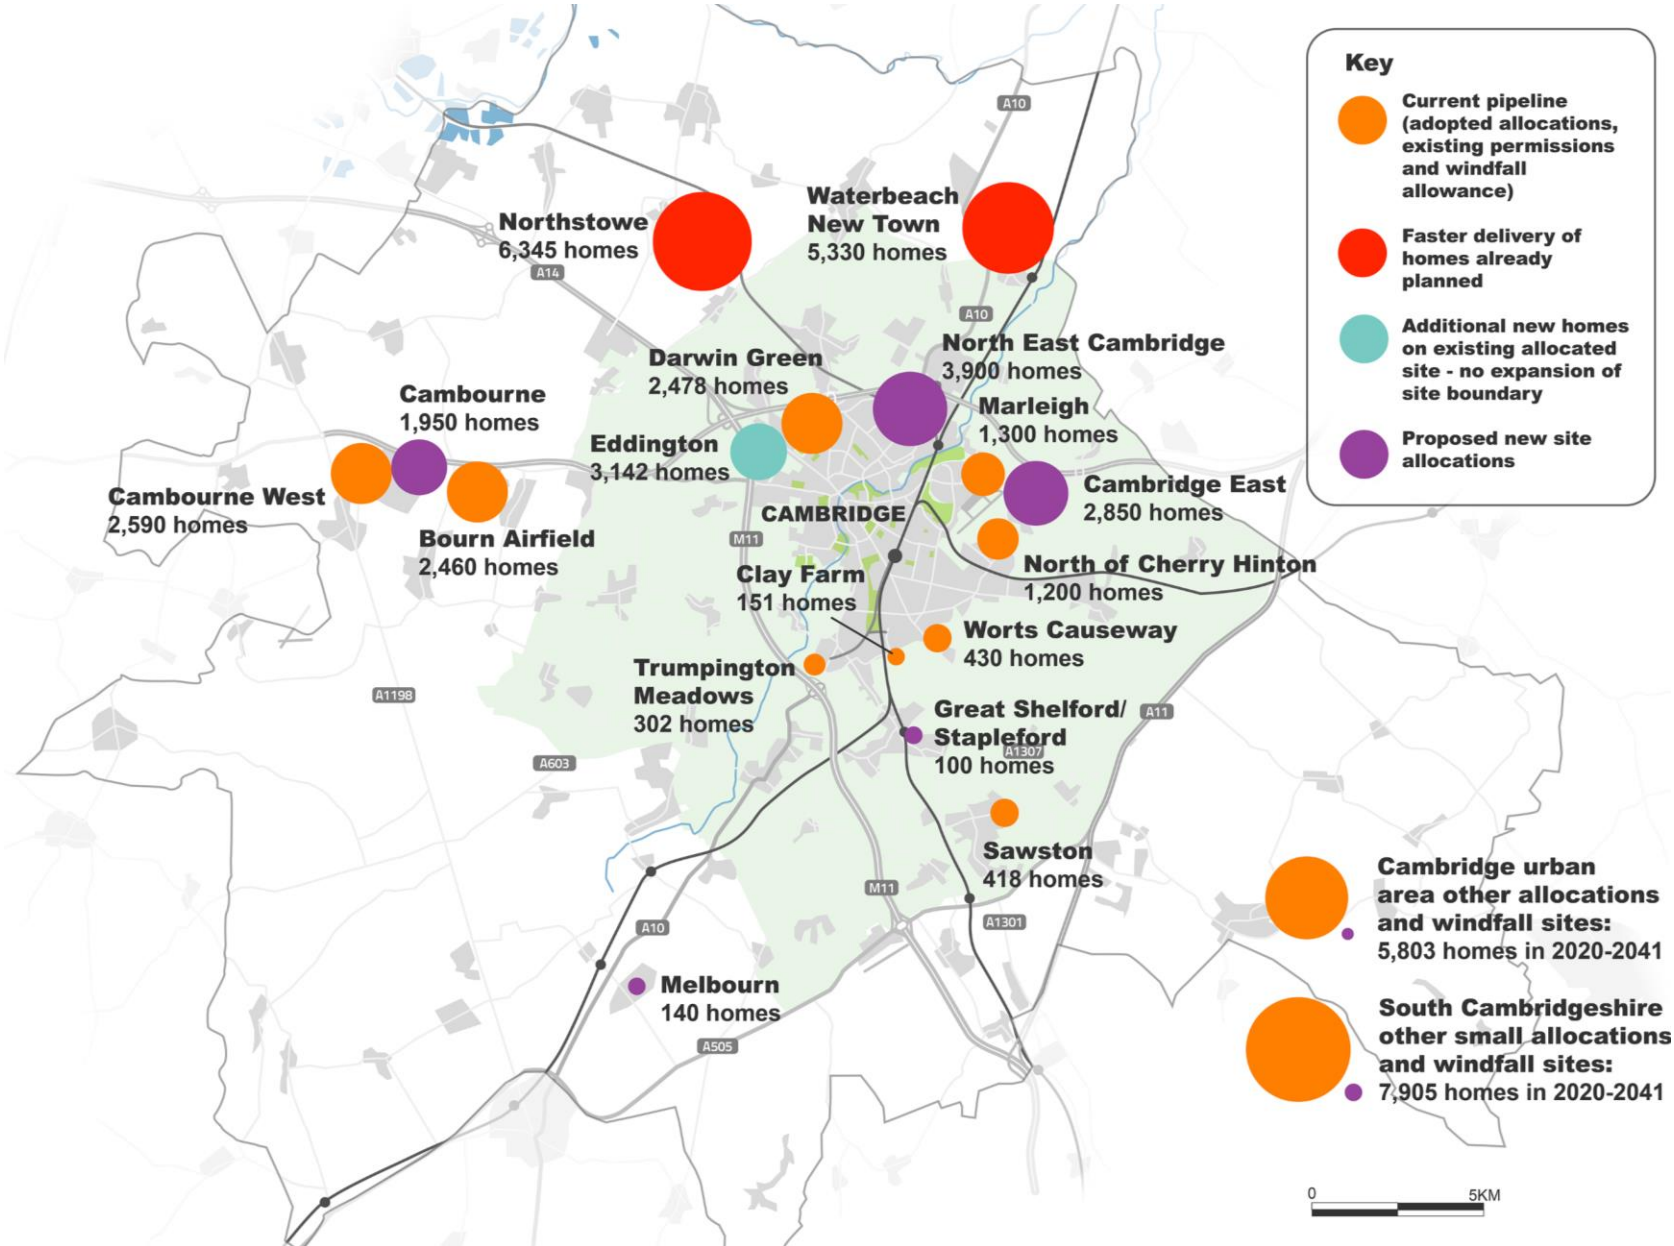 Key
Current pipeline
(adopted allocations,
existing permissions
and windfall
allowance)
Faster delivery of
homes already
planned
Additional new homes
on existing allocated
site - no expansion of
site boundary
Proposed new site
allocations
A10
Waterbeach
New Town
5,330 homes
Northstowe
6,345 homes
A14
A10
North East Cambridge
3,900 homes
Darwin Green
2,478 homes
Cambourne
1,950 homes
Marleigh
1,300 homes
Eddington
3,142 homes
Cambridge East
2,850 homes
Cambourne West
2,590 homes
CAMBRIDGE
Bourn Airfield
2,460 homes
M11
North of Cherry Hinton
1,200 homes
Clay Farm
151 homes
Worts Causeway
430 homes
Trumpington
Meadows
302 homes
A1198
Great Shelford/
Stapleford
100 homes
A11
A1307
A603
Sawston
418 homes
M11
A1301
A10
Cambridge urban
area other allocations
and windfall sites:
5,803 homes in 2020-2041
Melbourn
140 homes
South Cambridgeshire
other small allocations
and windfall sites:
7,905 homes in 2020-2041
A505
0 5KM